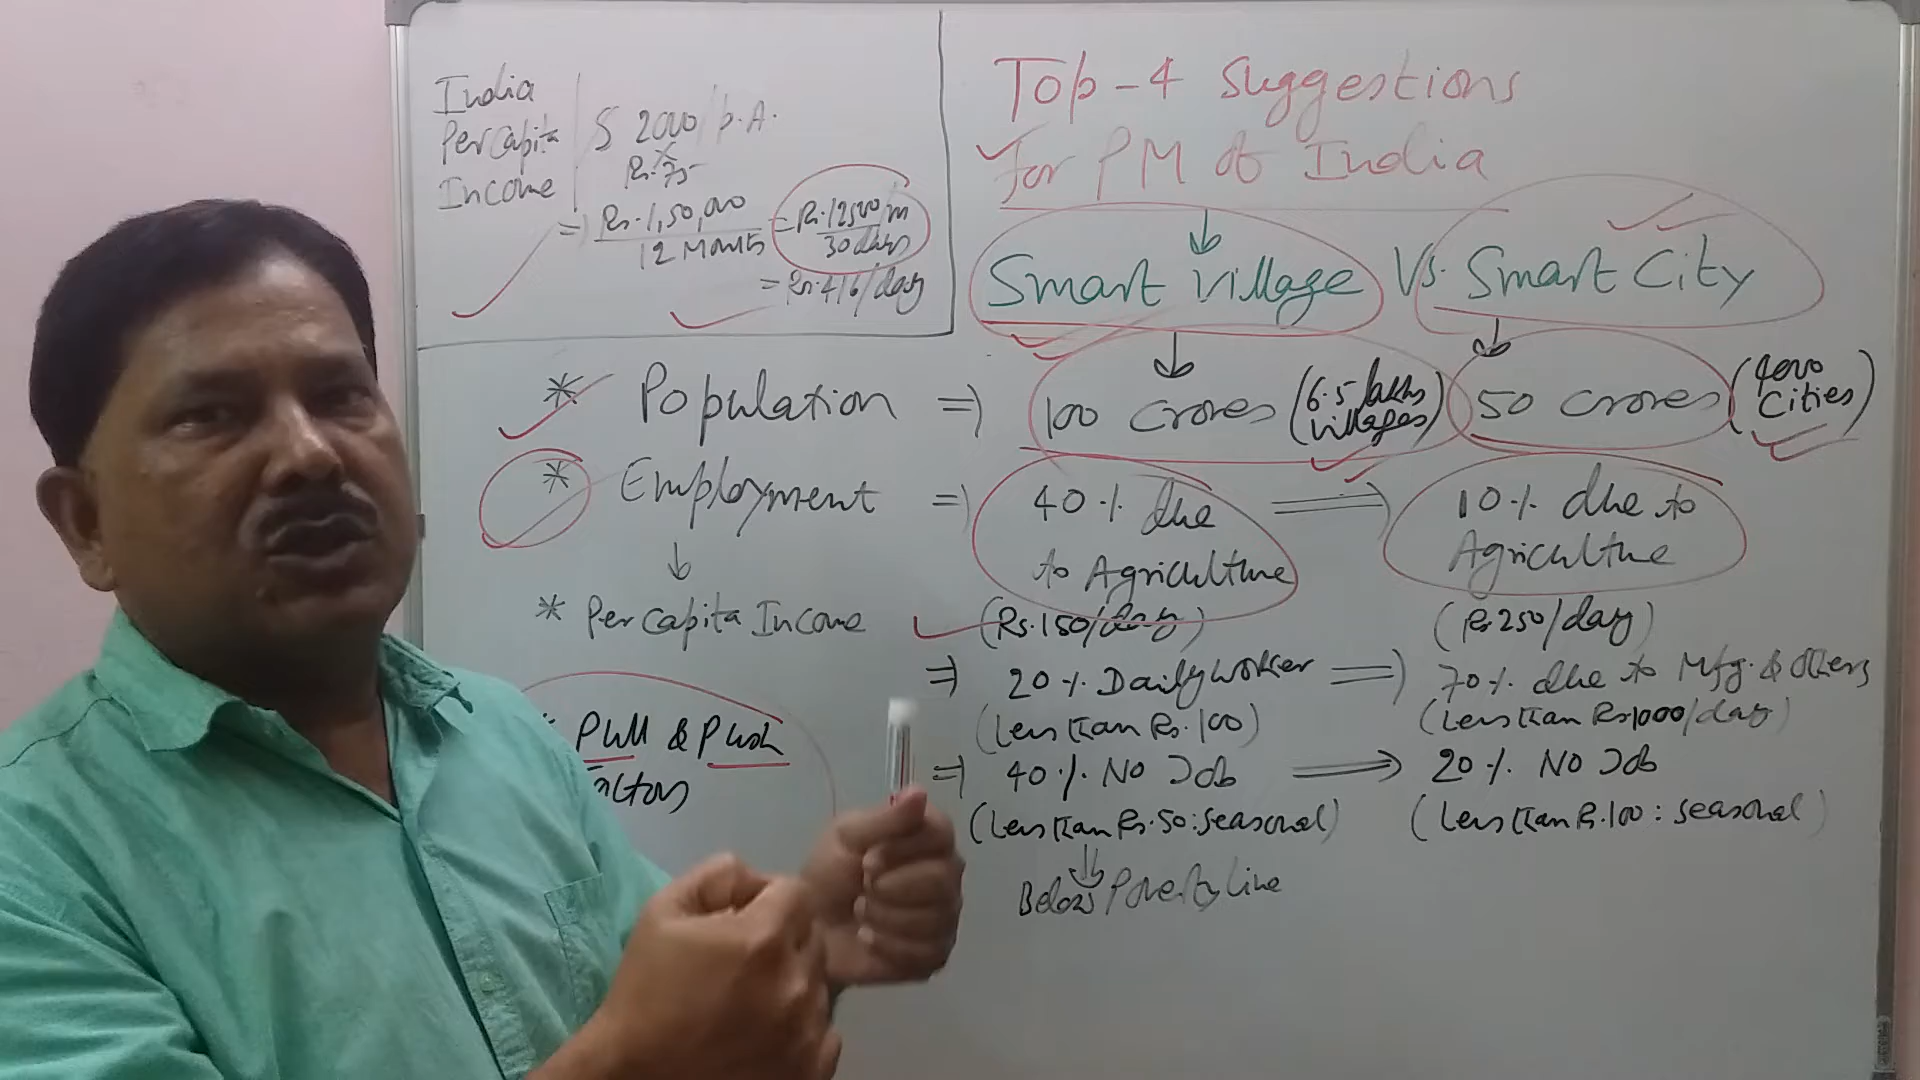 India
Per Capita
Income
$ 2000 / p.A.
x
Rs.75
=) Rs.1,50,000 = Rs.12500/m
12 Months 30 days
= Rs.416/day
Top-4 Suggestions
for PM of India
Smart Village Vs. Smart City
* Population =) 100 crores (6.5 lakhs villages) 50 crores (4000 Cities)
* Employment =) 40% due to Agriculture => 10% due to Agriculture
* Per Capita Income (Rs.150/day) (Rs.250/day)
=) 20% Daily worker =) 70% due to Mfg. & others
(Less than Rs.100) (Less than Rs1000/day)
* Pull & Push
=) 40% No Job => 20% No Job
(Less than Rs.50:seasonal) (Less than Rs.100: seasonal)
Below Poverty Line